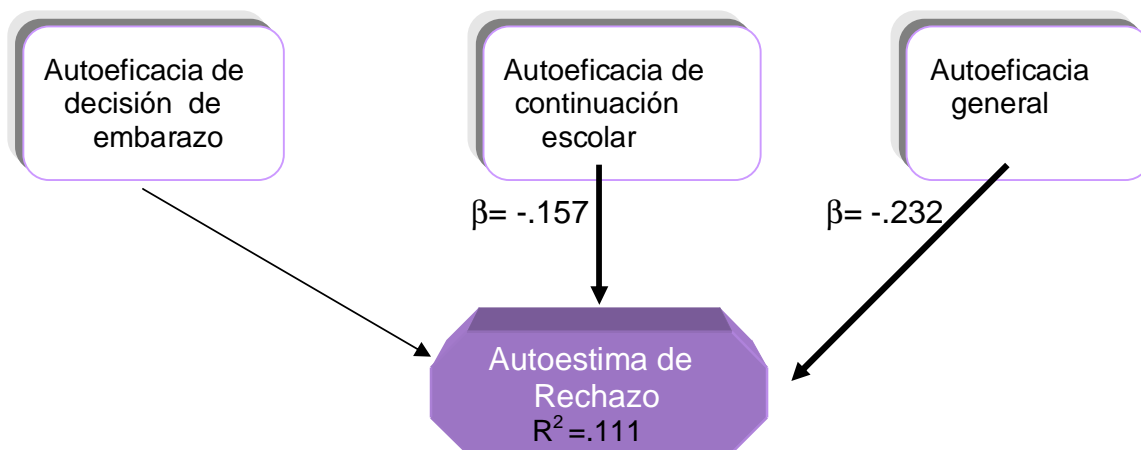 Autoeficacia de
decisión de
embarazo
Autoeficacia de
continuación
escolar
Autoeficacia
general
β= -.157
β= -.232
Autoestima de
Rechazo
R² =.111